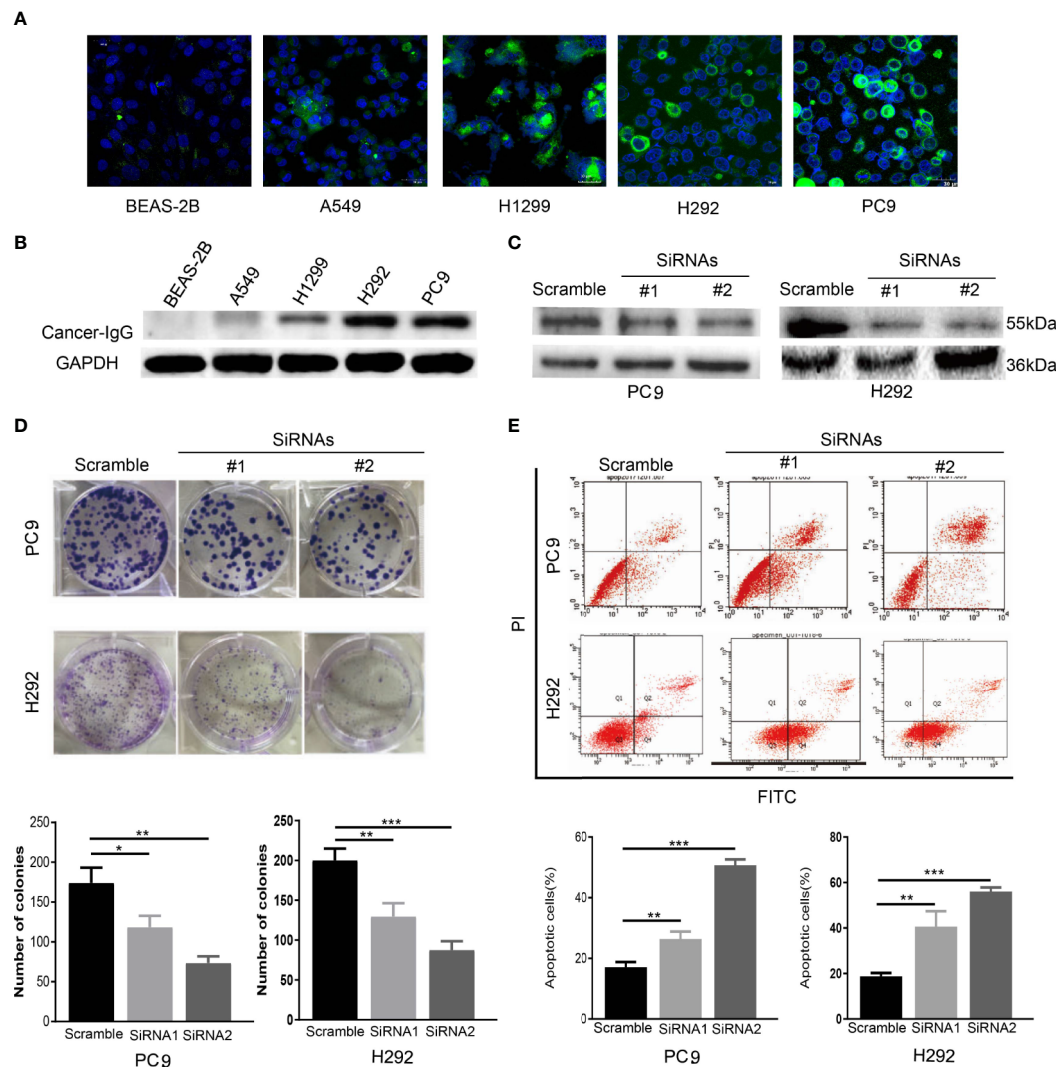 A
BEAS-2B A549 H1299 H292 PC9
B
BEAS-2B A549 H1299 H292 PC9
Cancer-IgG
GAPDH
C
SiRNAs SiRNAs
Scramble #1 #2 Scramble #1 #2
55kDa
36kDa
PC9 H292
D
SiRNAs
Scramble #1 #2
PC9
H292
250
200
150
100
50
0
Number of colonies
* **
Scramble SiRNA1 SiRNA2
PC9
250
200
150
100
50
0
Number of colonies
** ***
Scramble SiRNA1 SiRNA2
H292
E
SiRNAs
Scramble #1 #2
PC9
H292
PI
Q1 Q2
Q3 Q4
FITC
60
40
20
0
Apoptotic cells(%)
** ***
Scramble SiRNA1 SiRNA2
PC9
80
60
40
20
0
Apoptotic cells(%)
** ***
Scramble SiRNA1 SiRNA2
H292